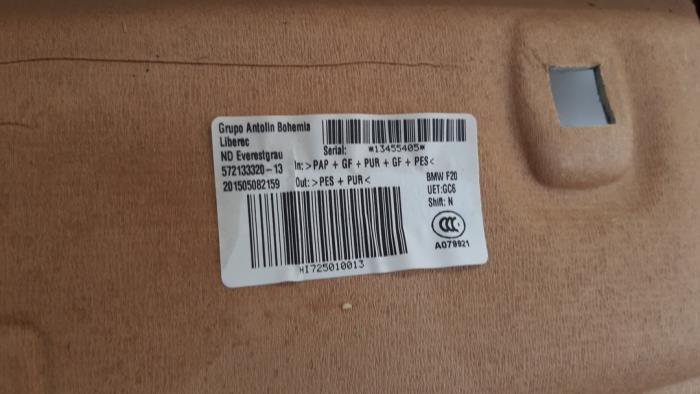 Grupo Antolin Bohemia
Liberec
Serial: *13455405*
ND Everestgrau
In:>PAP + GF + PUR + GF + PES<
572133320-13
Out:>PES + PUR<
201505082159
BMW F20
UET:GC6
Shift: N
CCC
A079921
HI725010013